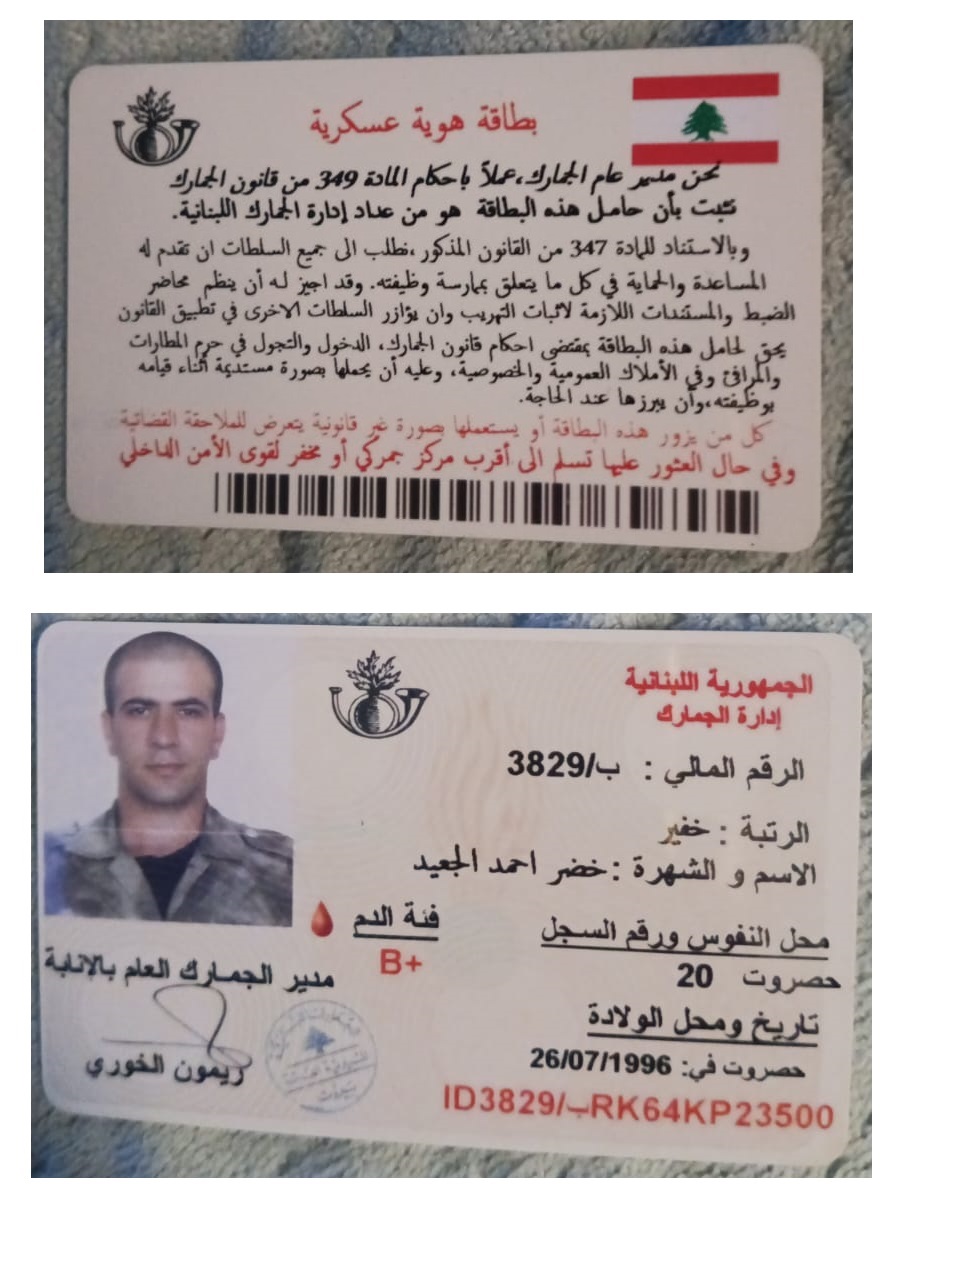 بطاقة هوية عسكرية
نحن مدير عام الجمارك،عملاً باحكام المادة 349 من قانون الجمارك
نثبت بأن حامل هذه البطاقة هو من عداد إدارة الجمارك اللبنانية.
وبالاستناد للمادة 347 من القانون المذكور ،نطلب الى جميع السلطات ان تقدم له
المساعدة والحماية في كل ما يتعلق بممارسة وظيفته. وقد اجيز له أن ينظم محاضر
الضبط والمستندات اللازمة لاثبات التهريب وان يؤازر السلطات الاخرى في تطبيق القانون
يحق لحامل هذه البطاقة بمقتضى احكام قانون الجمارك، الدخول والتجول في حرم المطارات
والمرافئ وفي الأملاك العمومية والخصوصية، وعليه أن يحملها بصورة مستديمة أثناء قيامه
بوظيفته،وأن يبرزها عند الحاجة.
كل من يزور هذه البطاقة أو يستعملها بصورة غير قانونية يتعرض للملاحقة القضائية
وفي حال العثور عليها تسلم الى أقرب مركز جمركي أو مخفر لقوى الأمن الداخلي
الجمهورية اللبنانية
إدارة الجمارك
الرقم المالي : ب/3829
الرتبة : خفير
الاسم و الشهرة : خضر احمد الجعيد
محل النفوس ورقم السجل
حصروت 20
تاريخ ومحل الولادة
حصروت في: 26/07/1996
ID3829/ب‎RK64KP23500
فئة الدم
B+
مدير الجمارك العام بالإنابة
ريمون الخوري